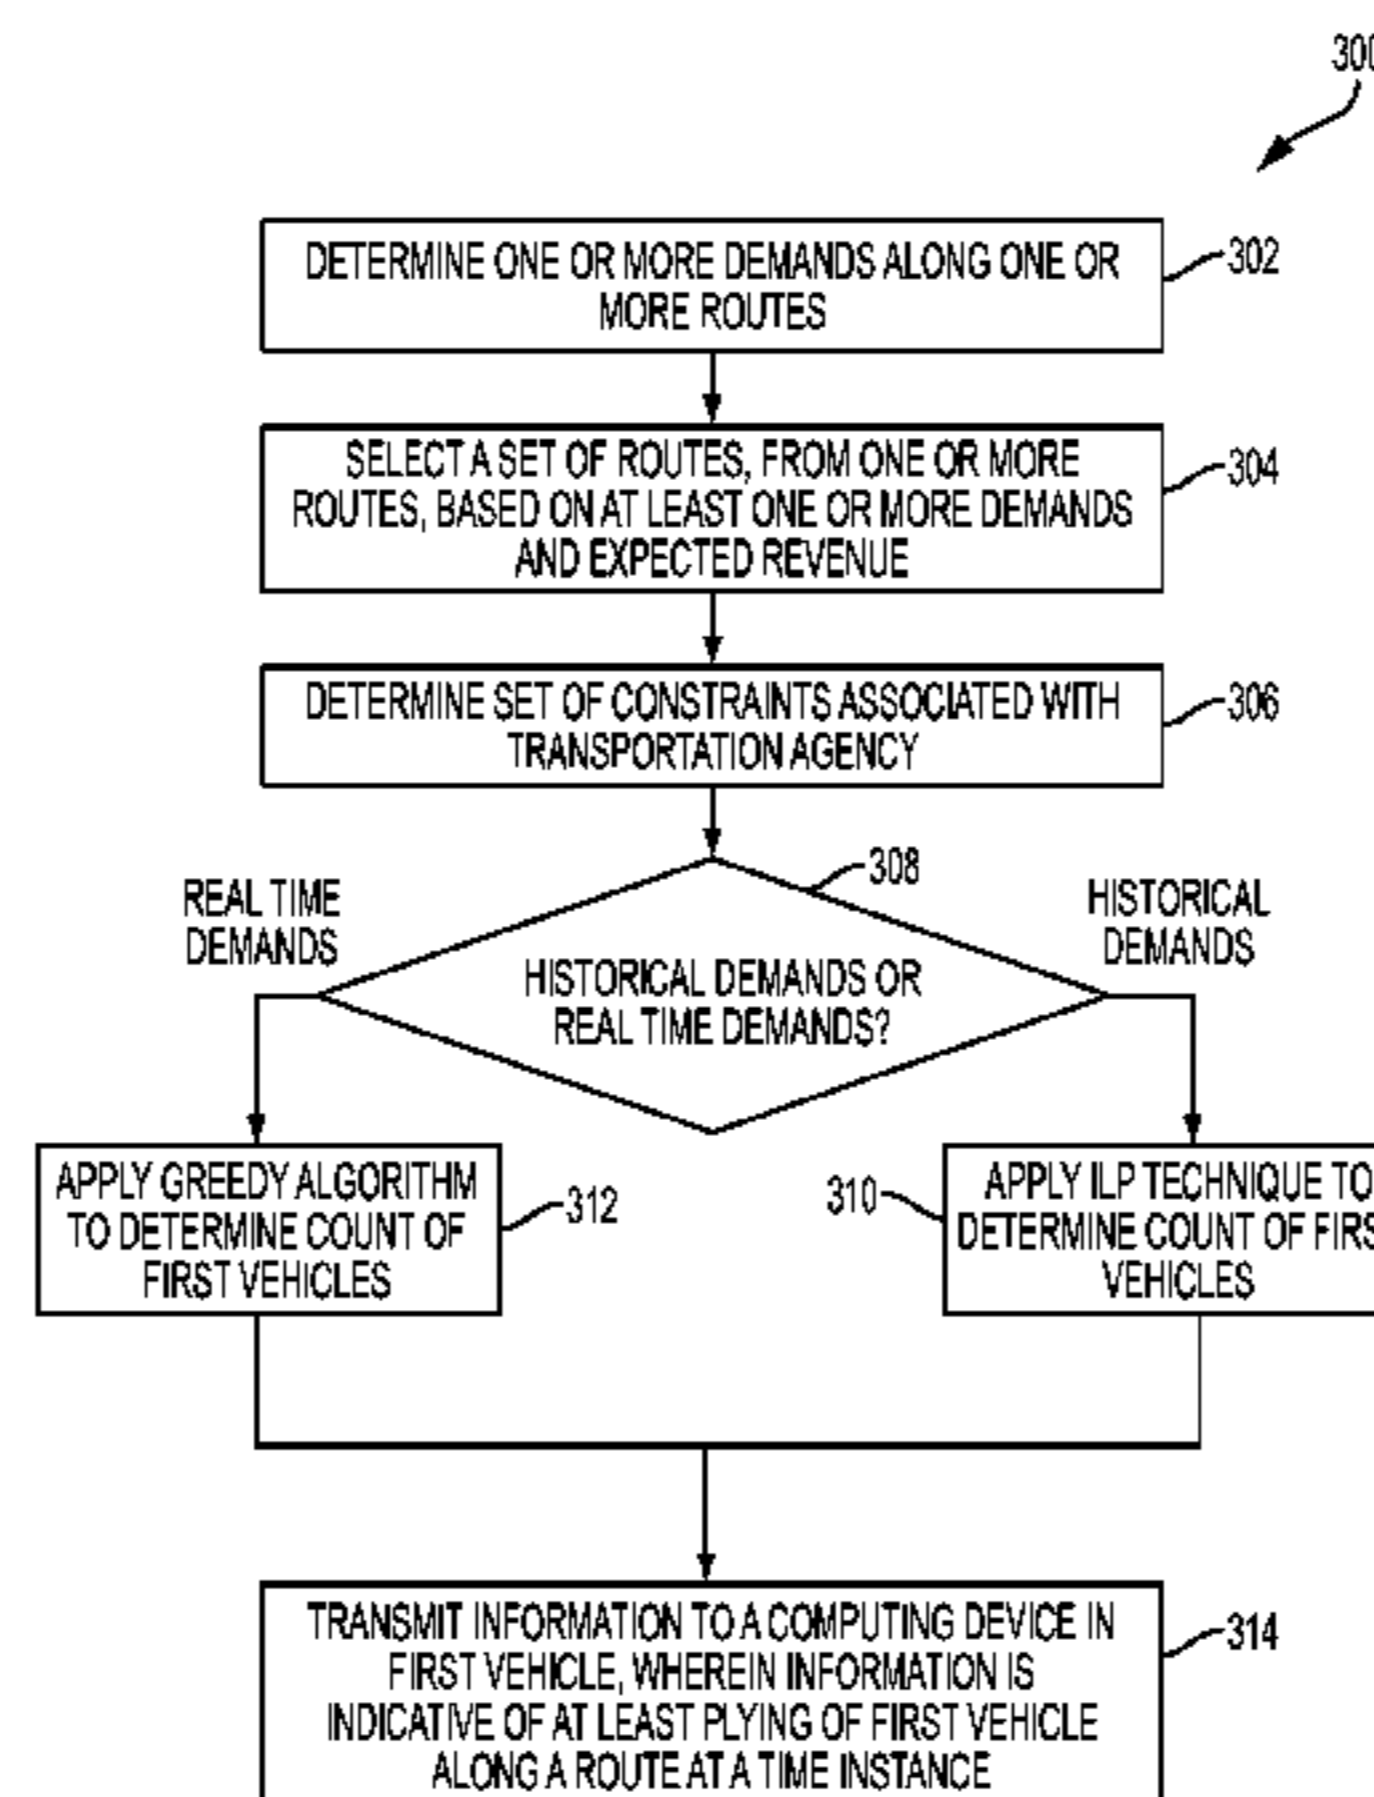 300
DETERMINE ONE OR MORE DEMANDS ALONG ONE OR
MORE ROUTES
302
SELECT A SET OF ROUTES, FROM ONE OR MORE
ROUTES, BASED ON AT LEAST ONE OR MORE DEMANDS
AND EXPECTED REVENUE
304
DETERMINE SET OF CONSTRAINTS ASSOCIATED WITH
TRANSPORTATION AGENCY
306
308
REAL TIME
DEMANDS
HISTORICAL
DEMANDS
HISTORICAL DEMANDS OR
REAL TIME DEMANDS?
APPLY GREEDY ALGORITHM
TO DETERMINE COUNT OF
FIRST VEHICLES
312
310
APPLY ILP TECHNIQUE TO
DETERMINE COUNT OF FIRS
VEHICLES
TRANSMIT INFORMATION TO A COMPUTING DEVICE IN
FIRST VEHICLE, WHEREIN INFORMATION IS
INDICATIVE OF AT LEAST PLYING OF FIRST VEHICLE
ALONG A ROUTE AT A TIME INSTANCE
314